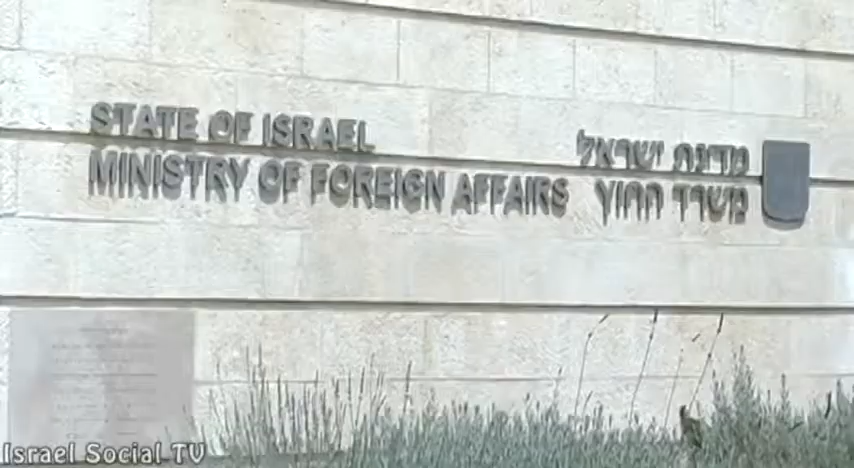 STATE OF ISRAEL
MINISTRY OF FOREIGN AFFAIRS
מדינת ישראל
משרד החוץ
Israel Social TV